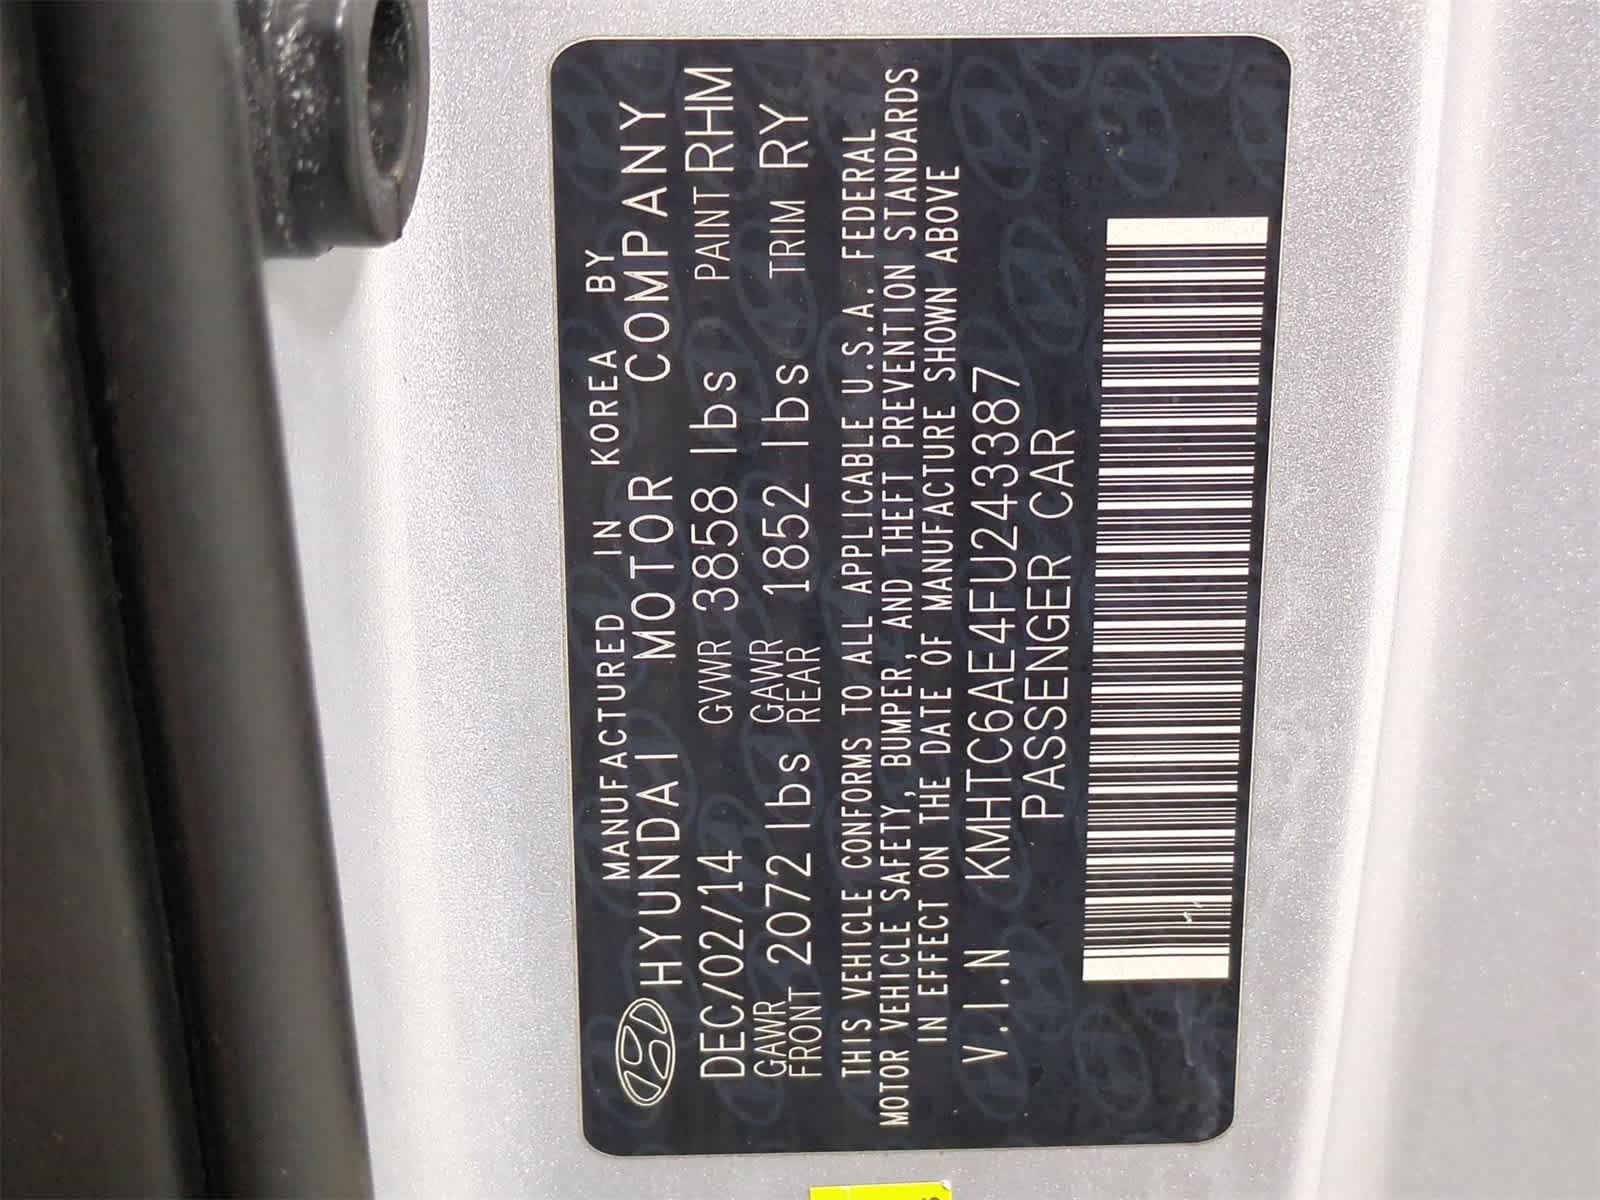 MANUFACTURED IN KOREA BY
HYUNDAI MOTOR COMPANY
DEC/02/14 GVWR 3858 lbs PAINT RHM
GAWR FRONT 2072 lbs GAWR REAR 1852 lbs TRIM RY
THIS VEHICLE CONFORMS TO ALL APPLICABLE U.S.A. FEDERAL
MOTOR VEHICLE SAFETY, BUMPER, AND THEFT PREVENTION STANDARDS
IN EFFECT ON THE DATE OF MANUFACTURE SHOWN ABOVE
V.I.N KMHTC6AE4FU243387
PASSENGER CAR